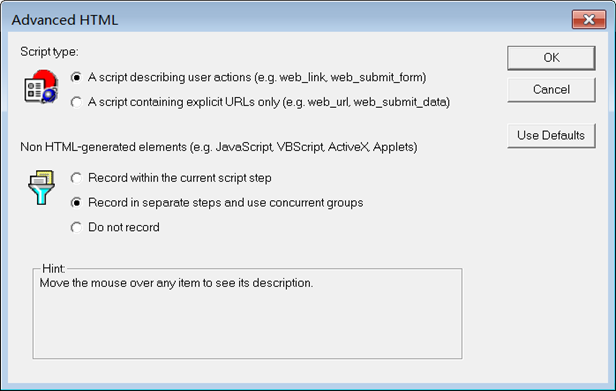 Advanced HTML
Script type:
A script describing user actions (e.g. web_link, web_submit_form)
A script containing explicit URLs only (e.g. web_url, web_submit_data)
OK
Cancel
Use Defaults
Non HTML-generated elements (e.g. JavaScript, VBScript, ActiveX, Applets)
Record within the current script step
Record in separate steps and use concurrent groups
Do not record
Hint:
Move the mouse over any item to see its description.